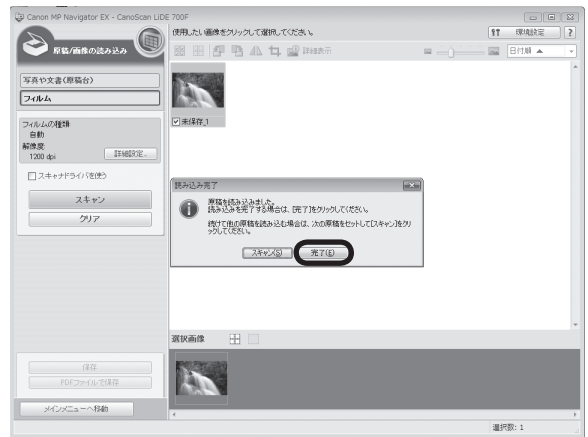 Canon MP Navigator EX - CanoScan LiDE 700F
原稿/画像の読み込み
使用したい画像をクリックして選択してください。
環境設定
?
詳細表示
日付順 ▲
写真や文書(原稿台)
フィルム
フィルムの種類:
自動
解像度:
1200 dpi
詳細設定...
スキャナドライバを使う
スキャン
クリア
未保存_1
読み込み完了
原稿を読み込みました。
読み込みを完了する場合は、[完了]をクリックしてください。
続けて他の原稿を読み込む場合は、次の原稿をセットして[スキャン]をクリ
ックしてください。
スキャン(S)
完了(E)
選択画像
保存
PDFファイルで保存
メインメニューへ移動
選択数: 1